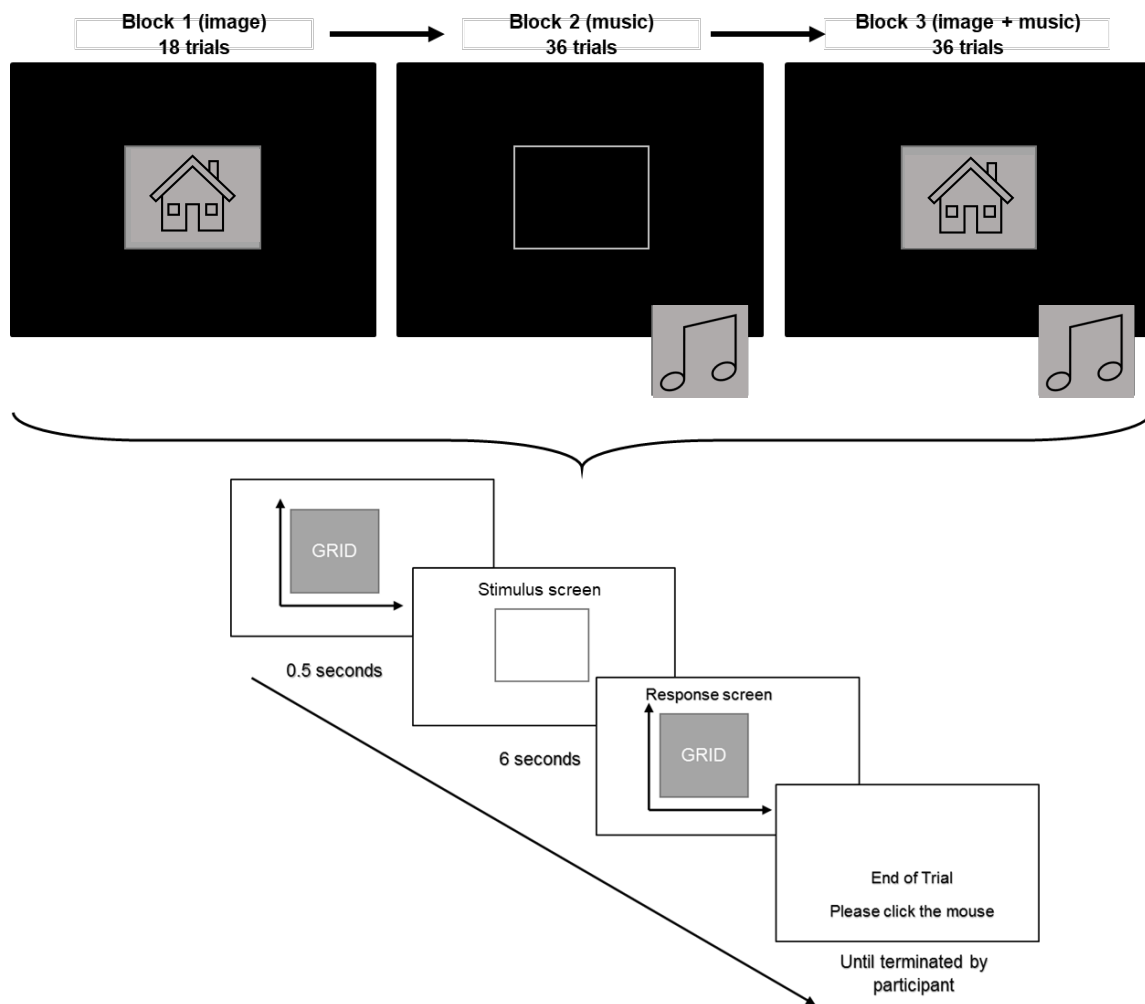 Block 1 (image)
18 trials
Block 2 (music)
36 trials
Block 3 (image + music)
36 trials
GRID
0.5 seconds
Stimulus screen
6 seconds
Response screen
GRID
End of Trial
Please click the mouse
Until terminated by
participant